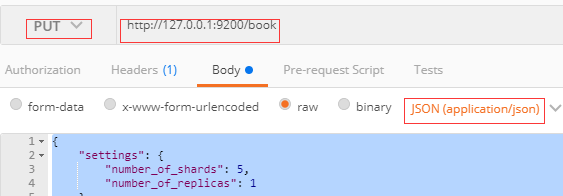 PUT http://127.0.0.1:9200/book
Authorization Headers (1) Body Pre-request Script Tests
form-data x-www-form-urlencoded raw binary JSON (application/json)
1 {
2 "settings": {
3 "number_of_shards": 5,
4 "number_of_replicas": 1